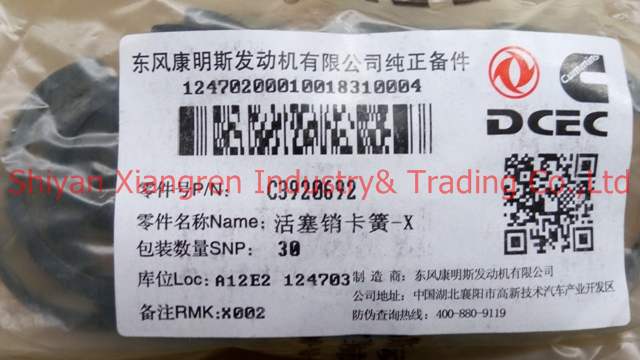 东风康明斯发动机有限公司纯正备件
12470200010018310004
Cummins
DCEC
Shiyan Xiangren Industry& Trading Co.,Ltd
零件号P/N: C3920692
零件名称Name: 活塞销卡簧-X
包装数量SNP: 30
库位Loc: A12E2 124703
制 造 商: 东风康明斯发动机有限公司
公司地址: 中国湖北襄阳市高新技术汽车产业开发区
备注RMK: X002
防伪查询热线: 400-880-9119